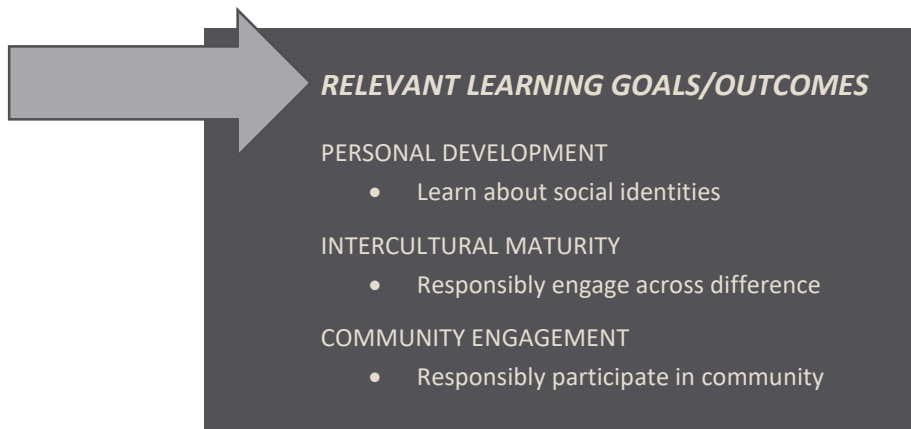 RELEVANT LEARNING GOALS/OUTCOMES
PERSONAL DEVELOPMENT
• Learn about social identities
INTERCULTURAL MATURITY
• Responsibly engage across difference
COMMUNITY ENGAGEMENT
• Responsibly participate in community